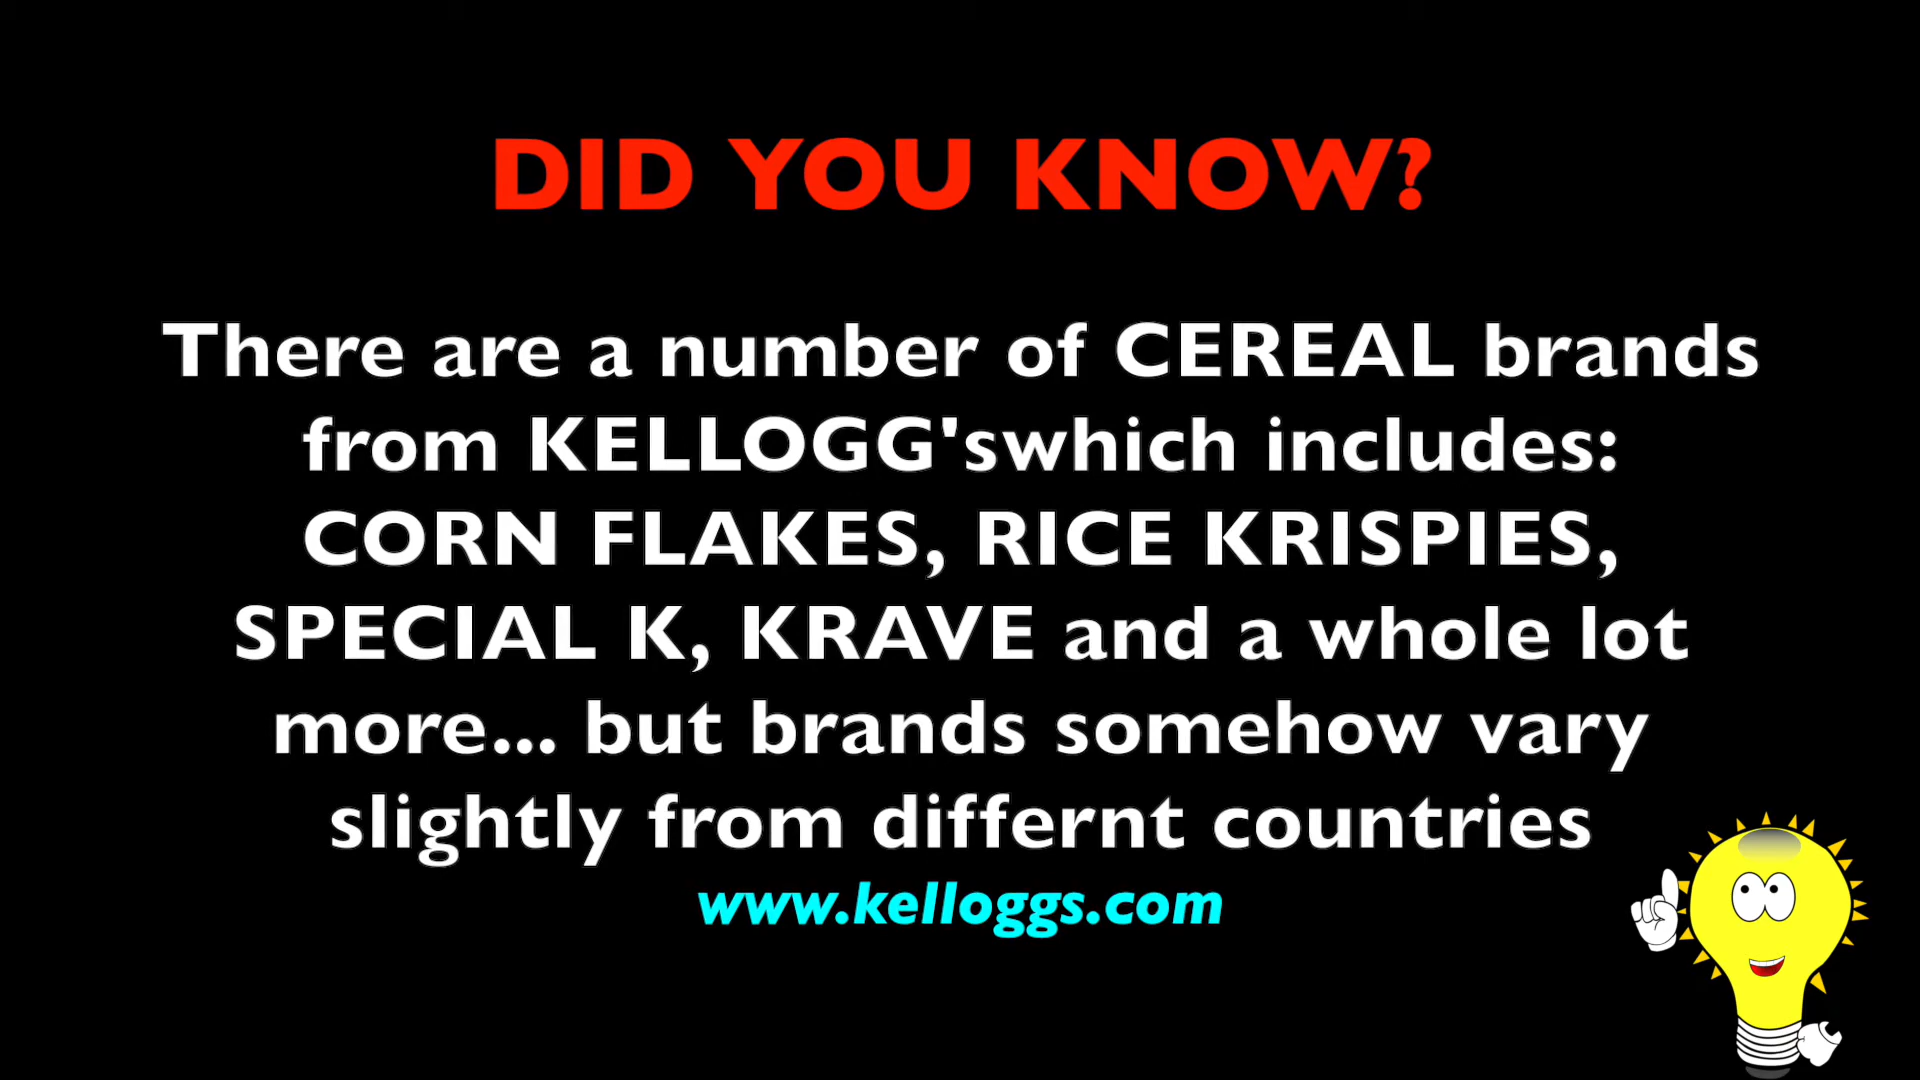 DID YOU KNOW?
There are a number of CEREAL brands
from KELLOGG'swhich includes:
CORN FLAKES, RICE KRISPIES,
SPECIAL K, KRAVE and a whole lot
more... but brands somehow vary
slightly from differnt countries
www.kelloggs.com